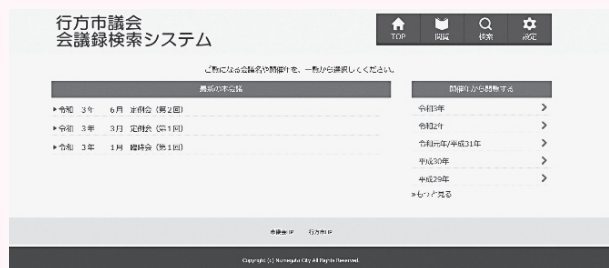 行方市議会
会議録検索システム
TOP 閲覧 検索 設定
ご覧になる会議名や開催年を、一覧から選択してください。
最新の本会議
令和 3年 6月 定例会(第2回)
令和 3年 3月 定例会(第1回)
令和 3年 1月 臨時会(第1回)
開催年から閲覧する
令和3年
令和2年
令和元年/平成31年
平成30年
平成29年
»もっと見る
市議会HP 行方市HP
Copyright (c) Namegata City All Rights Reserved.